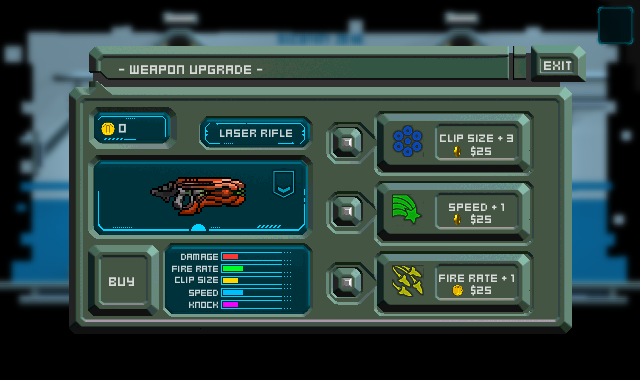 - WEAPON UPGRADE -
EXIT
0
LASER RIFLE
CLIP SIZE + 3
$25
SPEED + 1
$25
FIRE RATE + 1
$25
BUY
DAMAGE
FIRE RATE
CLIP SIZE
SPEED
KNOCK